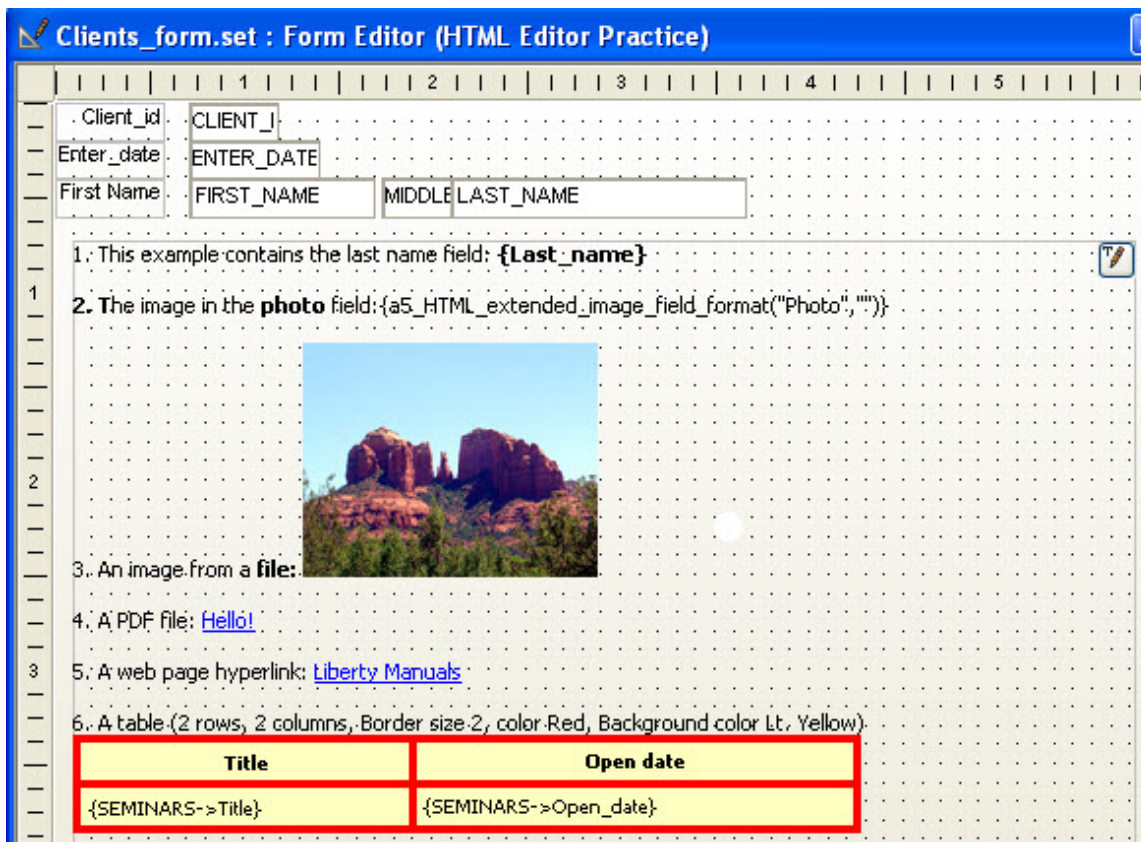 Clients_form.set : Form Editor (HTML Editor Practice)
1 2 3 4 5
Client_id CLIENT_I
Enter_date ENTER_DATE
First Name FIRST_NAME MIDDLE LAST_NAME
1. This example contains the last name field: {Last_name}
1
2. The image in the photo field:{a5_HTML_extended_image_field_format("Photo","")}
2
3. An image from a file:
4. A PDF file: Hello!
3
5. A web page hyperlink: Liberty Manuals
6. A table (2 rows, 2 columns, Border size 2, color Red, Background color Lt. Yellow)
Title Open date
{SEMINARS->Title} {SEMINARS->Open_date}